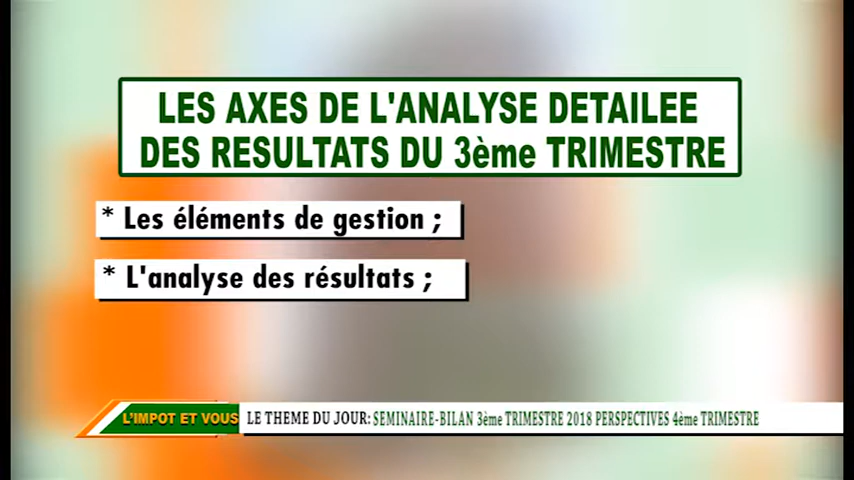 LES AXES DE L'ANALYSE DETAILEE
DES RESULTATS DU 3ème TRIMESTRE
* Les éléments de gestion ;
* L'analyse des résultats ;
L'IMPOT ET VOUS LE THEME DU JOUR: SEMINAIRE-BILAN 3ème TRIMESTRE 2018 PERSPECTIVES 4ème TRIMESTRE